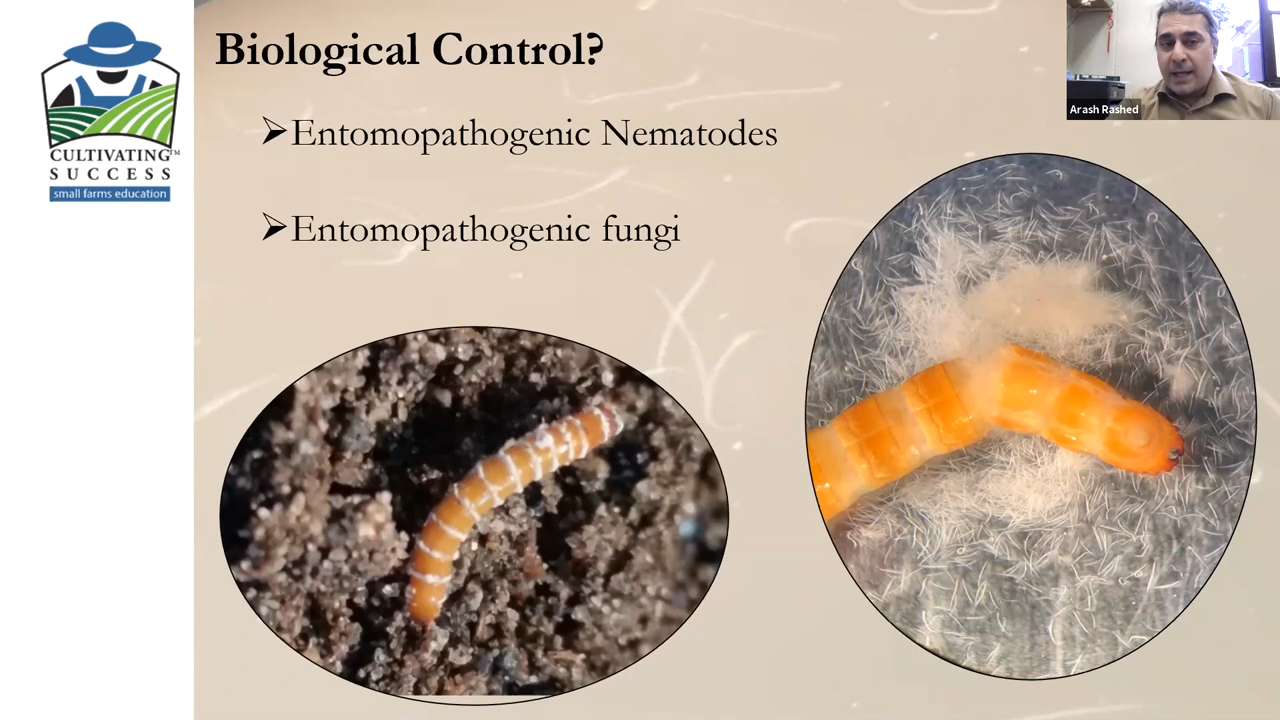 Biological Control?
➢Entomopathogenic Nematodes
➢Entomopathogenic fungi
CULTIVATING™
SUCCESS
small farms education
Arash Rashed